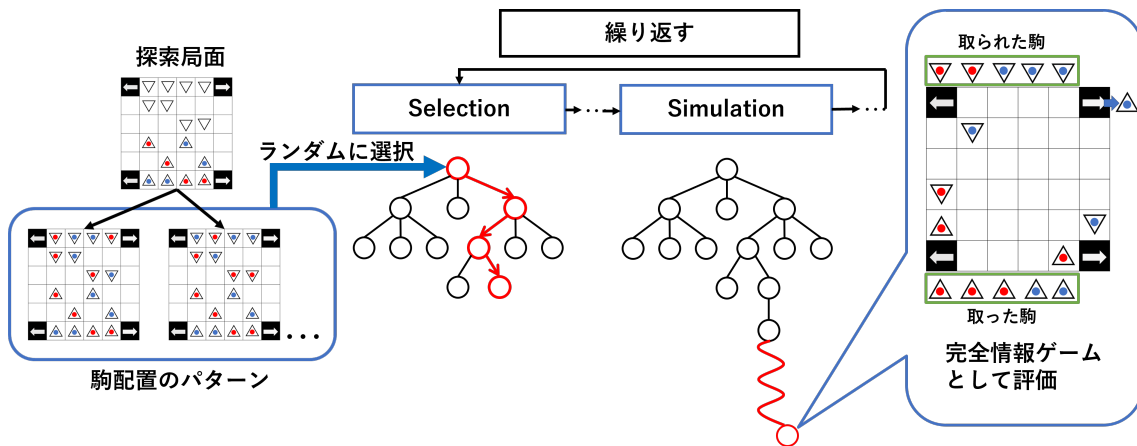 繰り返す
探索局面
Selection
・・・
Simulation
・・・
ランダムに選択
・・・
駒配置のパターン
取られた駒
取った駒
完全情報ゲーム
として評価